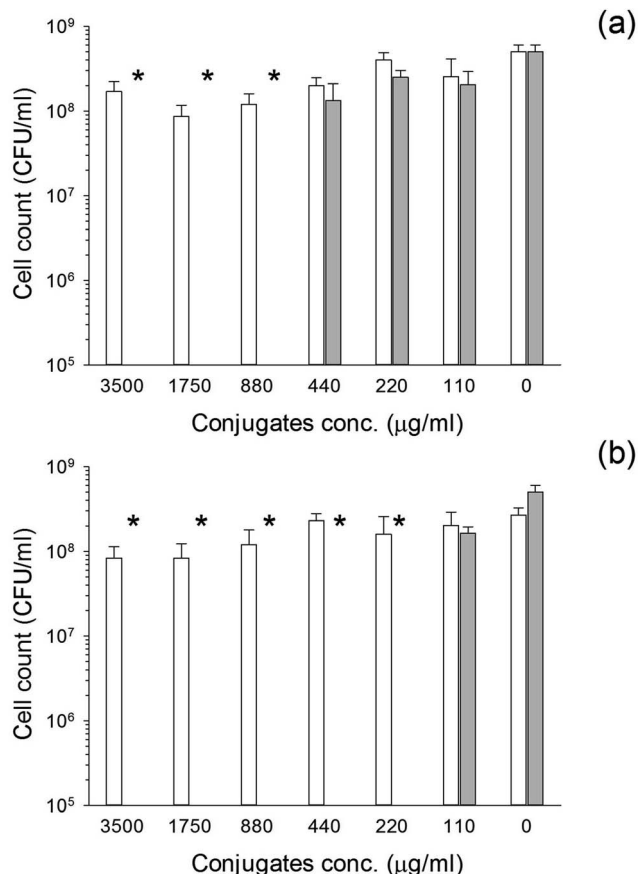 (a)
10⁹
10⁸
10⁷
10⁶
10⁵
Cell count (CFU/ml)
* * *
3500 1750 880 440 220 110 0
Conjugates conc. (µg/ml)
(b)
10⁹
10⁸
10⁷
10⁶
10⁵
Cell count (CFU/ml)
* * * * *
3500 1750 880 440 220 110 0
Conjugates conc. (µg/ml)